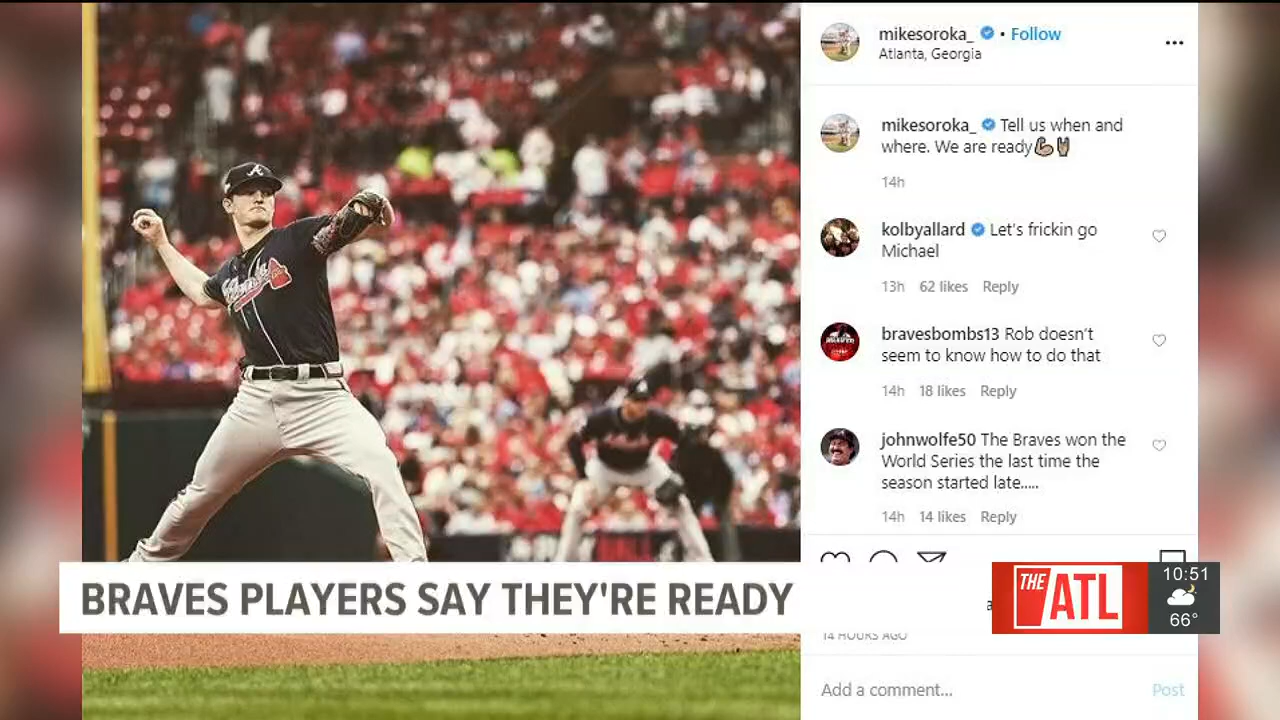 mikesoroka_ • Follow
Atlanta, Georgia
mikesoroka_ Tell us when and
where. We are ready
14h
kolbyallard Let's frickin go
Michael
13h 62 likes Reply
bravesbombs13 Rob doesn't
seem to know how to do that
14h 18 likes Reply
johnwolfe50 The Braves won the
World Series the last time the
season started late.....
14h 14 likes Reply
BRAVES PLAYERS SAY THEY'RE READY
THE ATL
10:51
66°
14 HOURS AGO
Add a comment... Post